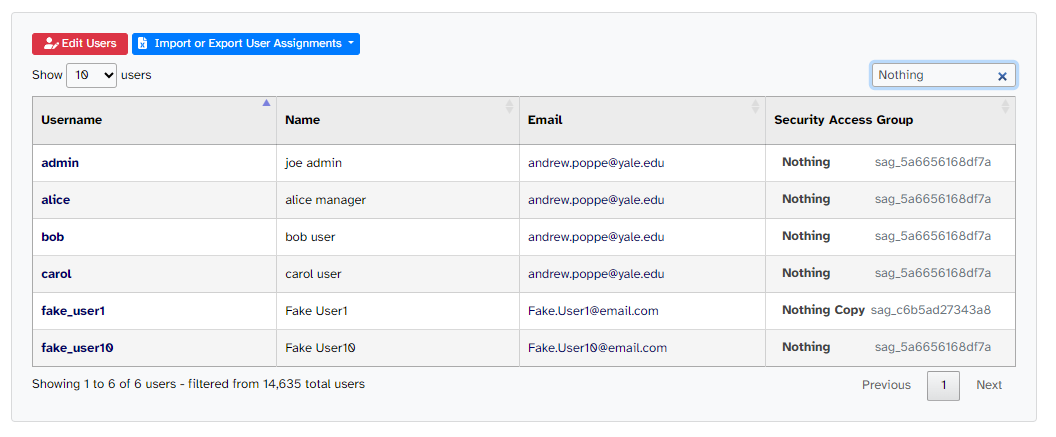 Edit Users Import or Export User Assignments
Show 10 users Nothing
Username Name Email Security Access Group
admin joe admin andrew.poppe@yale.edu Nothing sag_5a6656168df7a
alice alice manager andrew.poppe@yale.edu Nothing sag_5a6656168df7a
bob bob user andrew.poppe@yale.edu Nothing sag_5a6656168df7a
carol carol user andrew.poppe@yale.edu Nothing sag_5a6656168df7a
fake_user1 Fake User1 Fake.User1@email.com Nothing Copy sag_c6b5ad27343a8
fake_user10 Fake User10 Fake.User10@email.com Nothing sag_5a6656168df7a
Showing 1 to 6 of 6 users - filtered from 14,635 total users Previous 1 Next